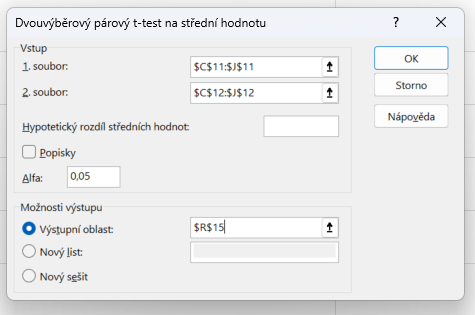 Dvouvýběrový párový t-test na střední hodnotu ? ×
Vstup
1. soubor: $C$11:$J$11
2. soubor: $C$12:$J$12
Hypotetický rozdíl středních hodnot:
Popisky
Alfa: 0,05
Možnosti výstupu
Výstupní oblast: $R$15
Nový list:
Nový sešit
OK
Storno
Nápověda